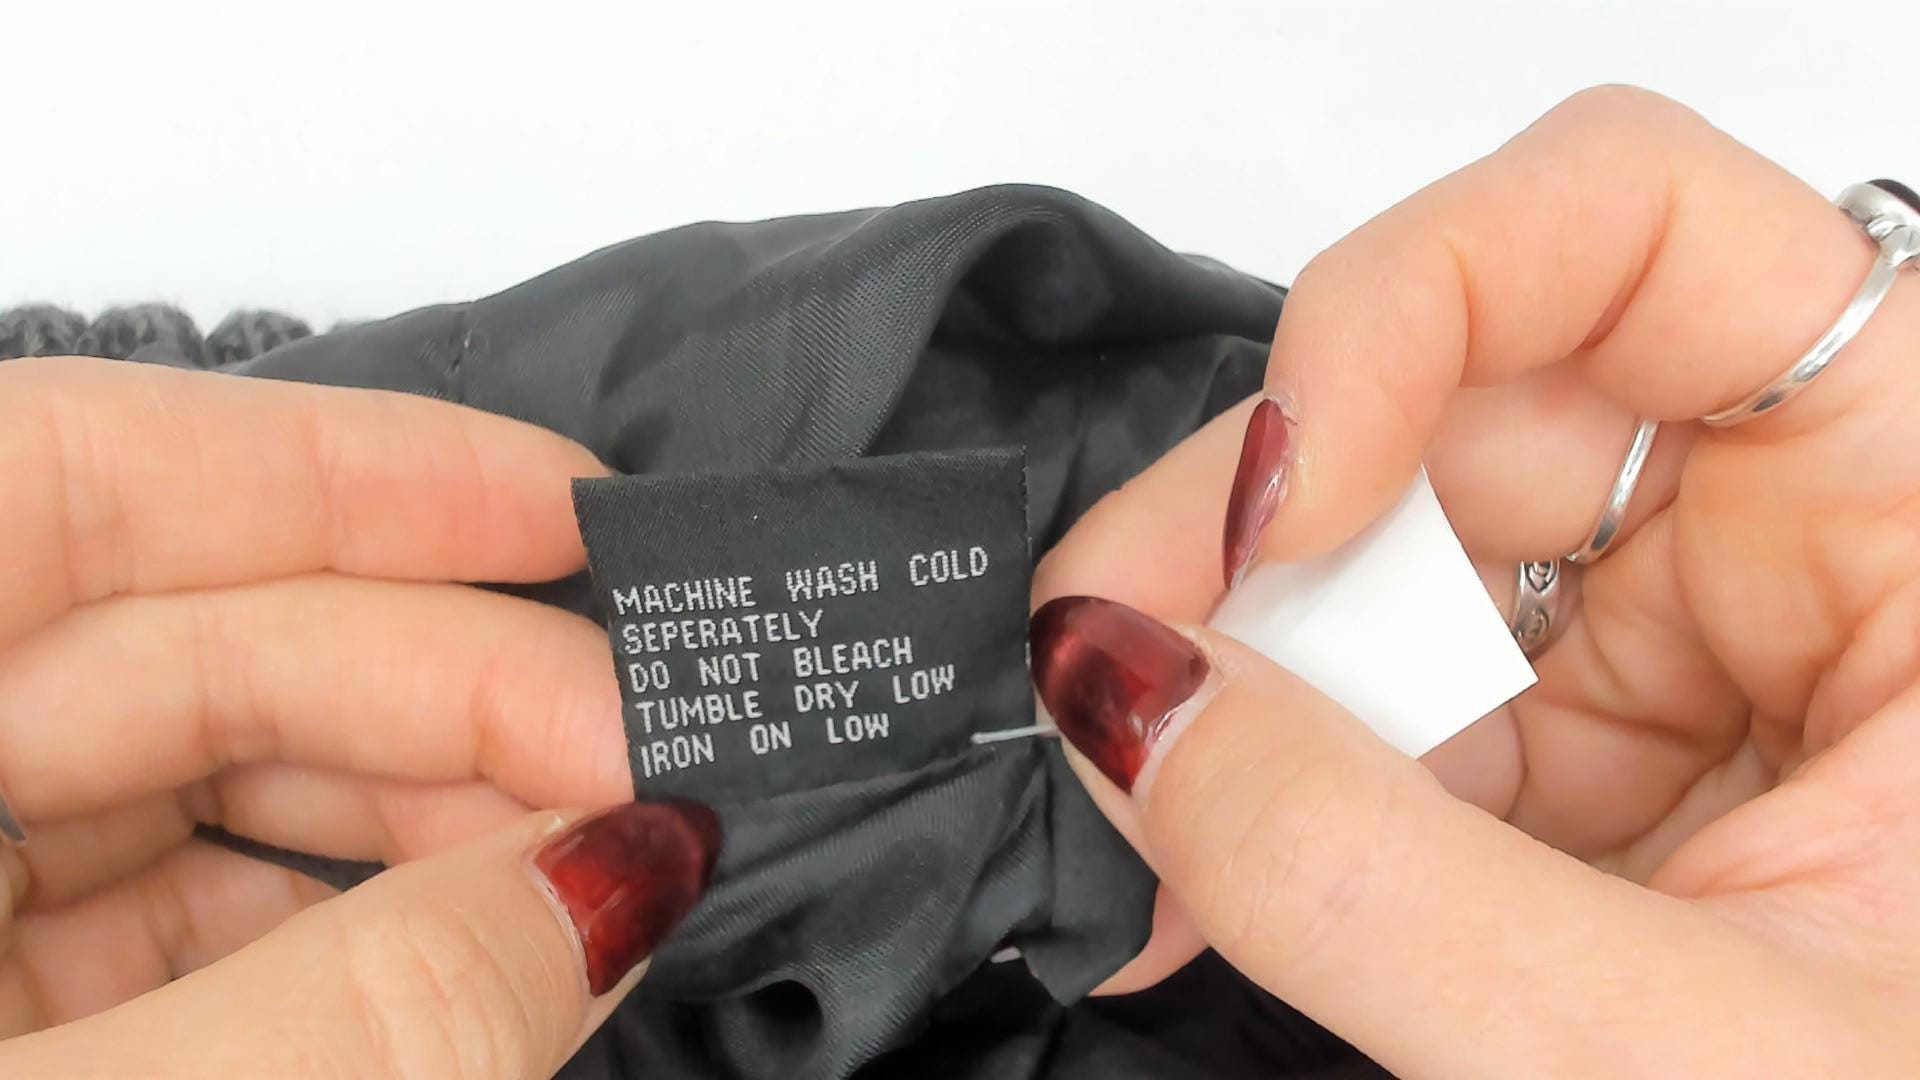 MACHINE WASH COLD
SEPERATELY
DO NOT BLEACH
TUMBLE DRY LOW
IRON ON LOW